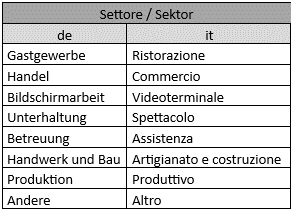 Settore / Sektor
de it
Gastgewerbe Ristorazione
Handel Commercio
Bildschirmarbeit Videoterminale
Unterhaltung Spettacolo
Betreuung Assistenza
Handwerk und Bau Artigianato e costruzione
Produktion Produttivo
Andere Altro